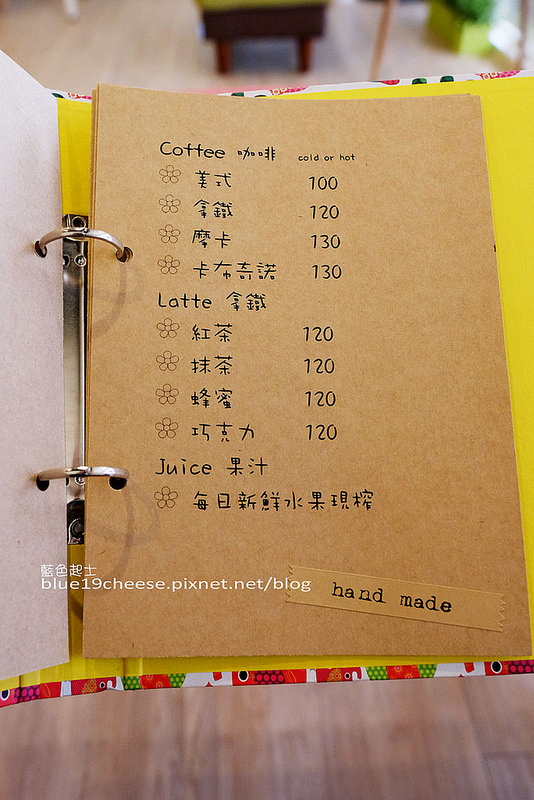 Coffee 咖啡 cold or hot
美式 100
拿鐵 120
摩卡 130
卡布奇諾 130
Latte 拿鐵
紅茶 120
抹茶 120
蜂蜜 120
巧克力 120
Juice 果汁
每日新鮮水果現榨
藍色起士
blue19cheese.pixnet.net/blog
hand made